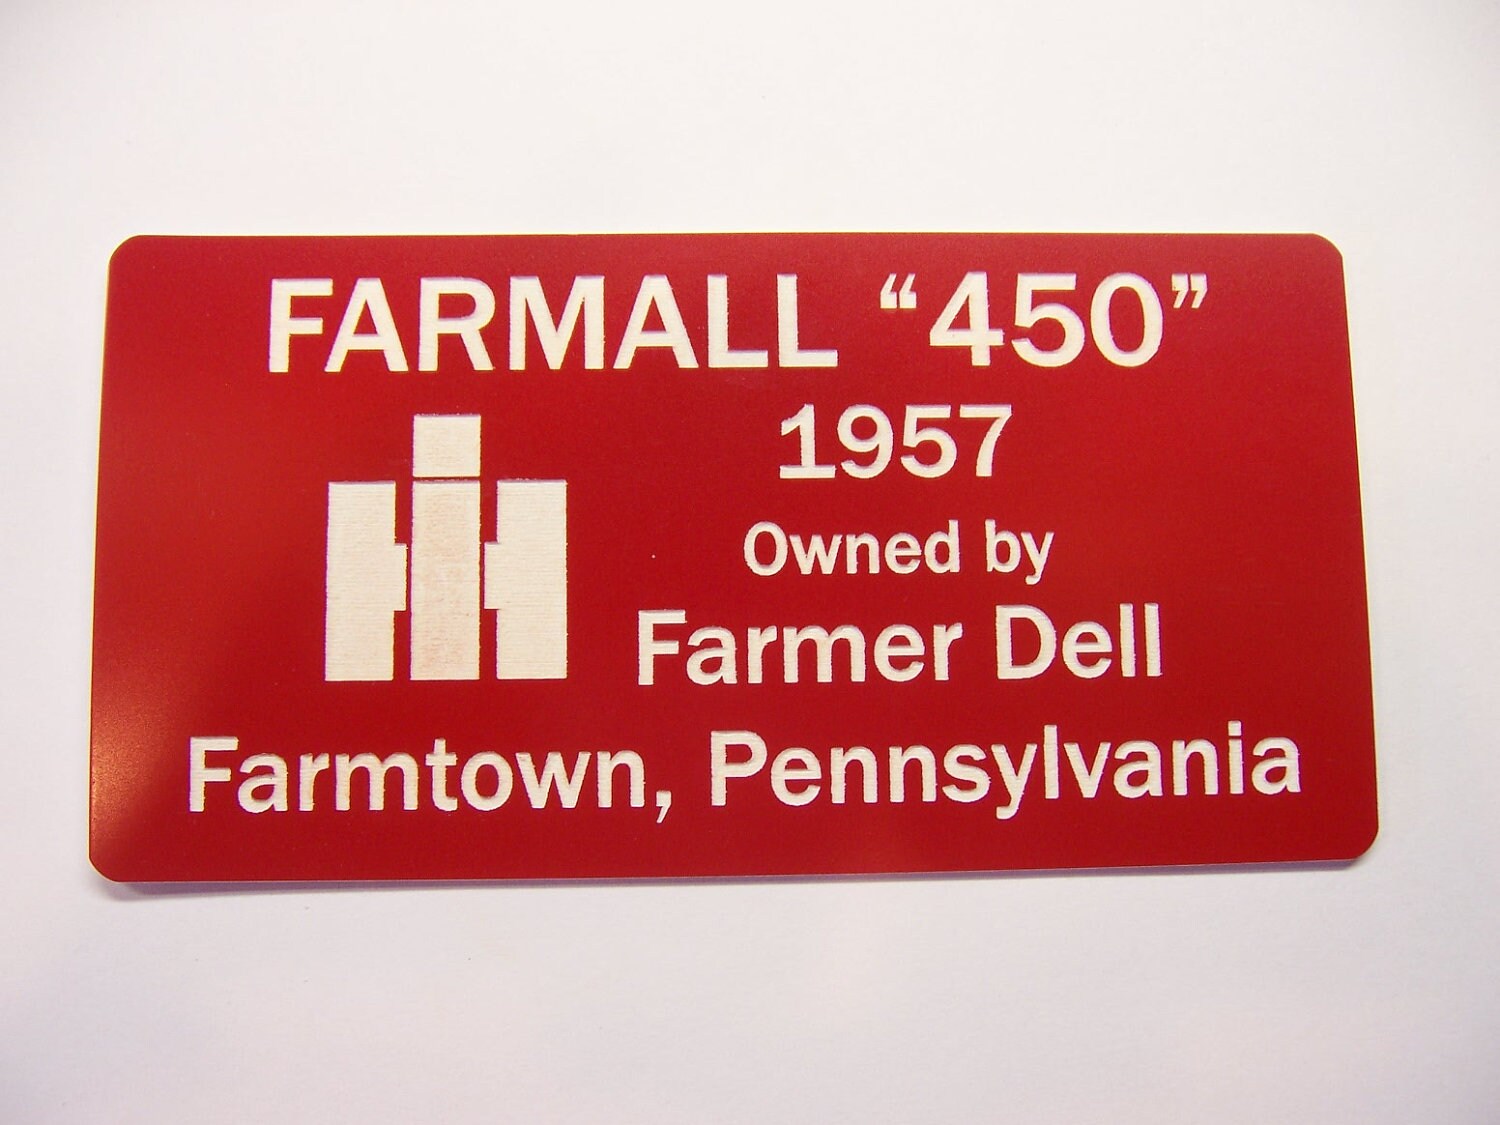 FARMALL “450”
1957
Owned by
Farmer Dell
Farmtown, Pennsylvania